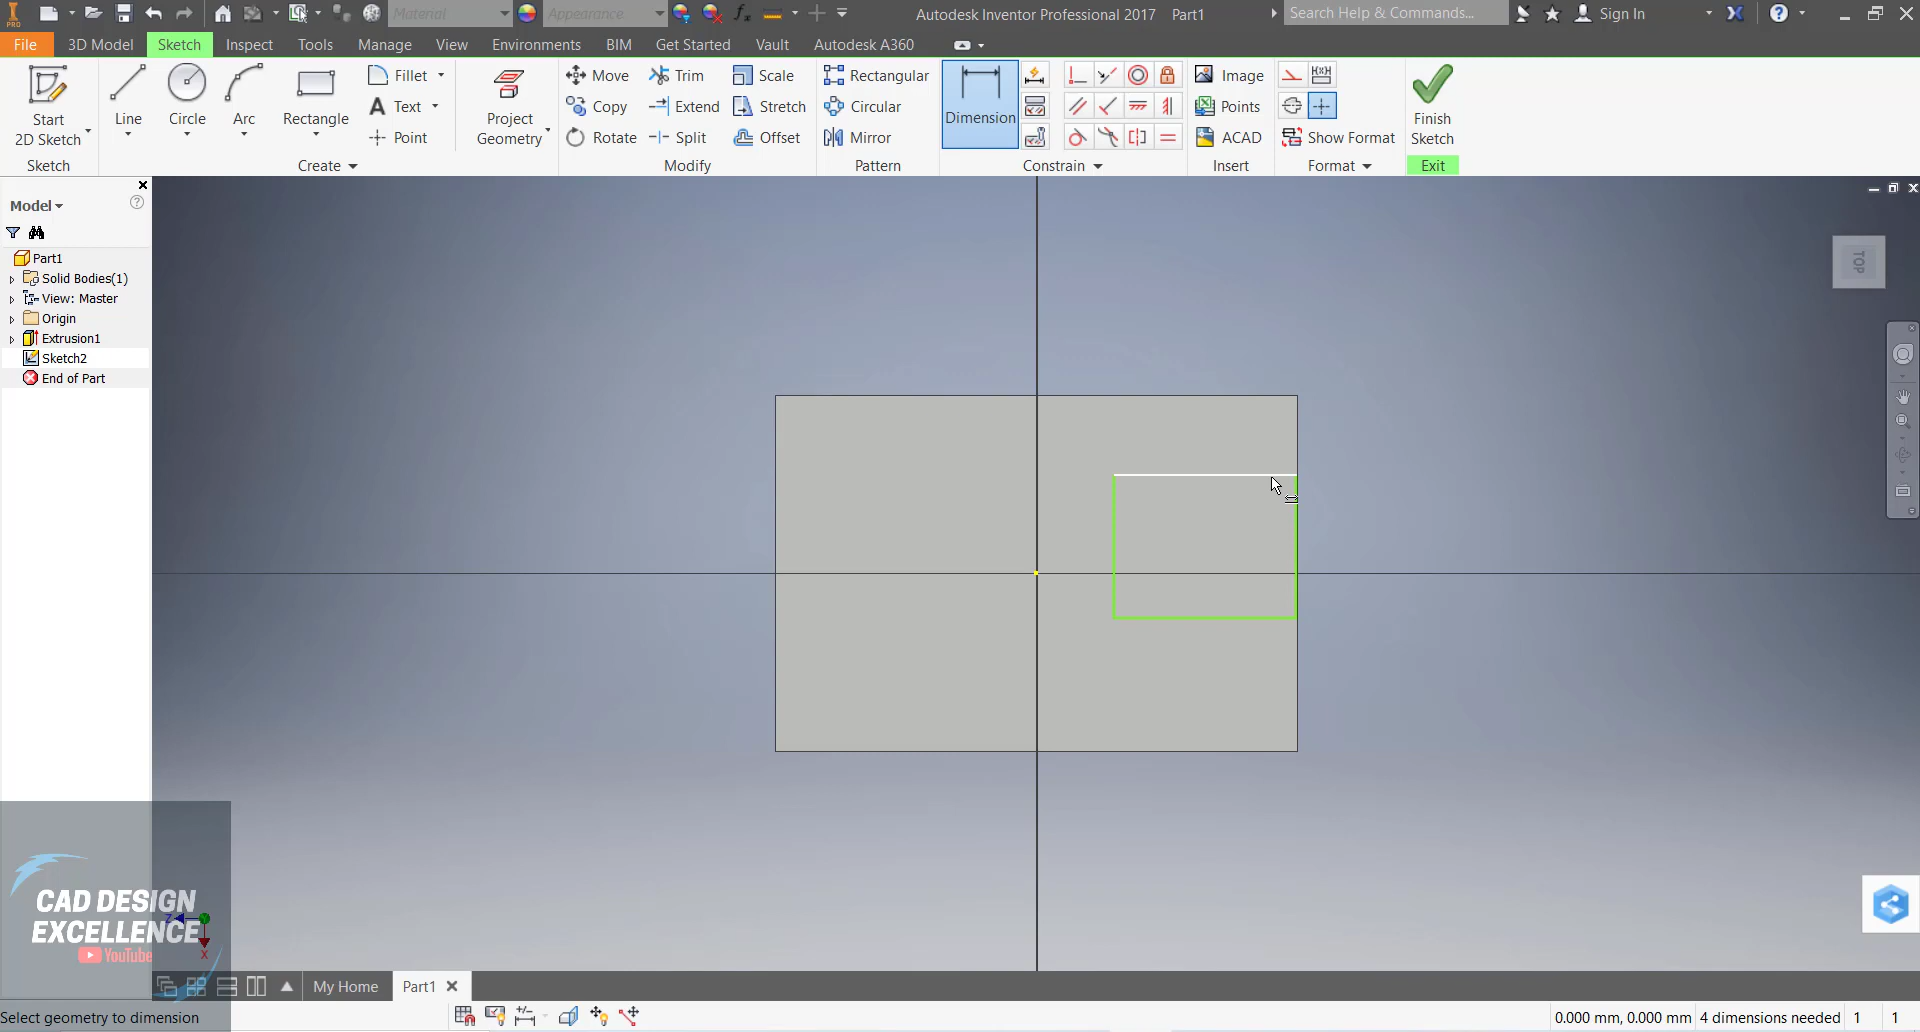 PRO
Material
Appearance
fx
Autodesk Inventor Professional 2017 Part1
Search Help & Commands...
Sign In
File
3D Model
Sketch
Inspect
Tools
Manage
View
Environments
BIM
Get Started
Vault
Autodesk A360
Start
2D Sketch
Line
Circle
Arc
Rectangle
Fillet
Text
Point
Project
Geometry
Move
Copy
Rotate
Trim
Extend
Split
Scale
Stretch
Offset
Rectangular
Circular
Mirror
Dimension
Image
Points
ACAD
Show Format
Finish
Sketch
Sketch
Create
Modify
Pattern
Constrain
Insert
Format
Exit
Model
Part1
Solid Bodies(1)
View: Master
Origin
Extrusion1
Sketch2
End of Part
TOP
CAD DESIGN
EXCELLENCE
YouTube
Z
X
My Home
Part1
Select geometry to dimension
0.000 mm, 0.000 mm
4 dimensions needed
1
1